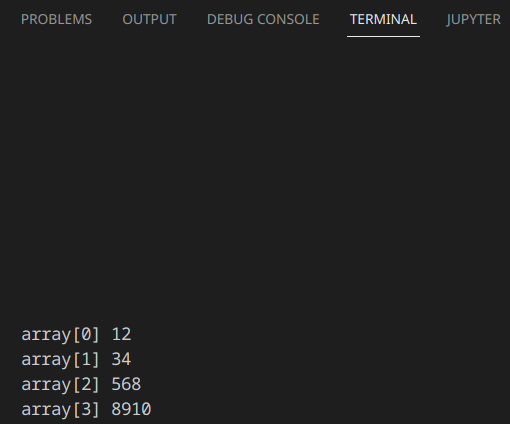 PROBLEMS OUTPUT DEBUG CONSOLE TERMINAL JUPYTER
array[0] 12
array[1] 34
array[2] 568
array[3] 8910